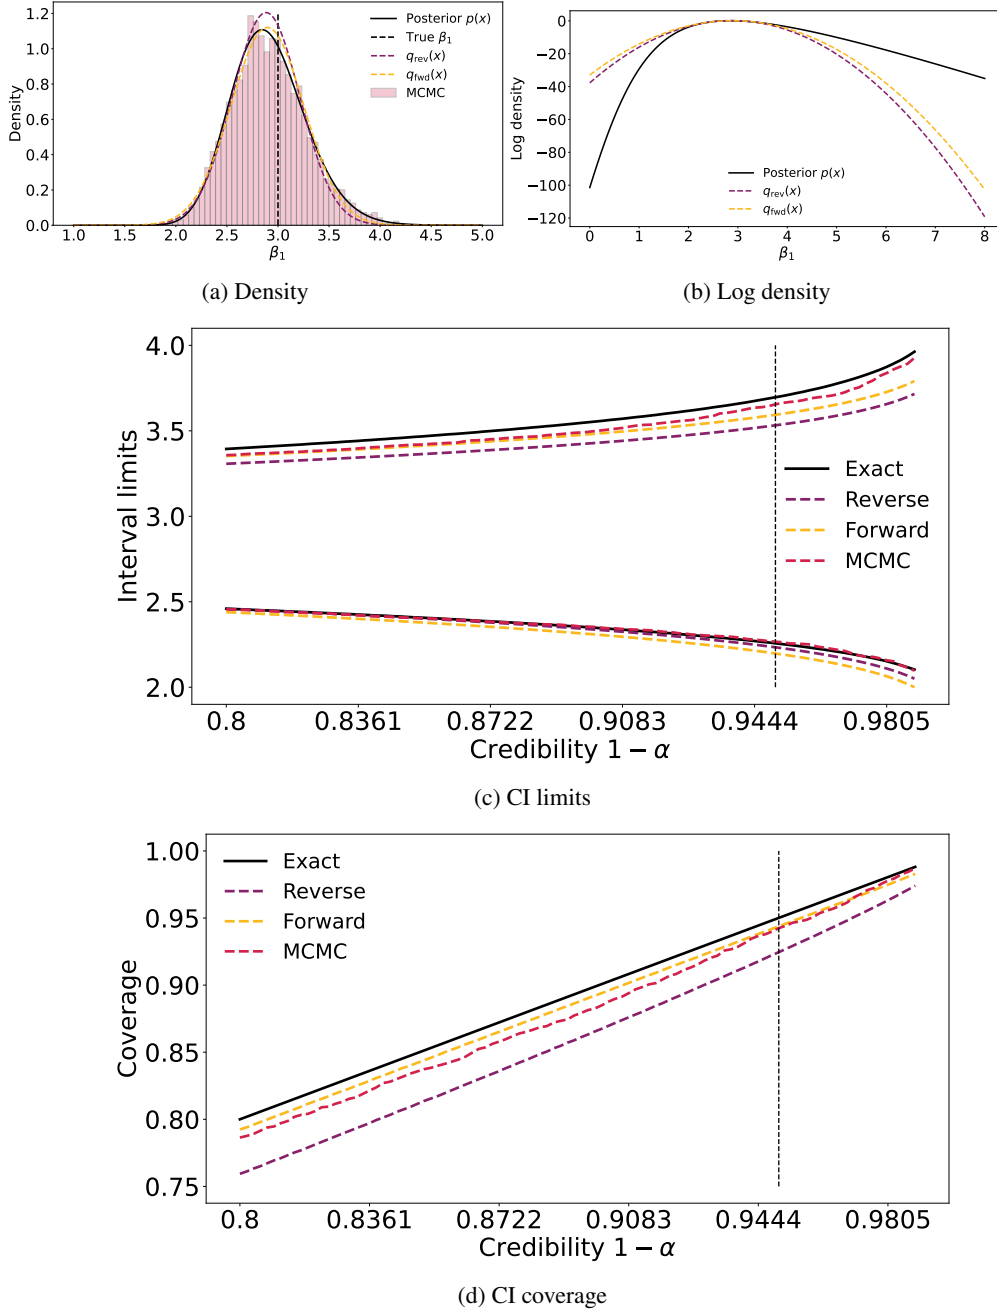 Density
1.2
1.0
0.8
0.6
0.4
0.2
0.0
1.0 1.5 2.0 2.5 3.0 3.5 4.0 4.5 5.0
β₁
Posterior p(x)
True β₁
q_rev(x)
q_fwd(x)
MCMC
(a) Density
Log density
0
−20
−40
−60
−80
−100
−120
0 1 2 3 4 5 6 7 8
β₁
Posterior p(x)
q_rev(x)
q_fwd(x)
(b) Log density
Interval limits
4.0
3.5
3.0
2.5
2.0
Exact
Reverse
Forward
MCMC
0.8 0.8361 0.8722 0.9083 0.9444 0.9805
Credibility 1 − α
(c) CI limits
Coverage
1.00
0.95
0.90
0.85
0.80
0.75
Exact
Reverse
Forward
MCMC
0.8 0.8361 0.8722 0.9083 0.9444 0.9805
Credibility 1 − α
(d) CI coverage